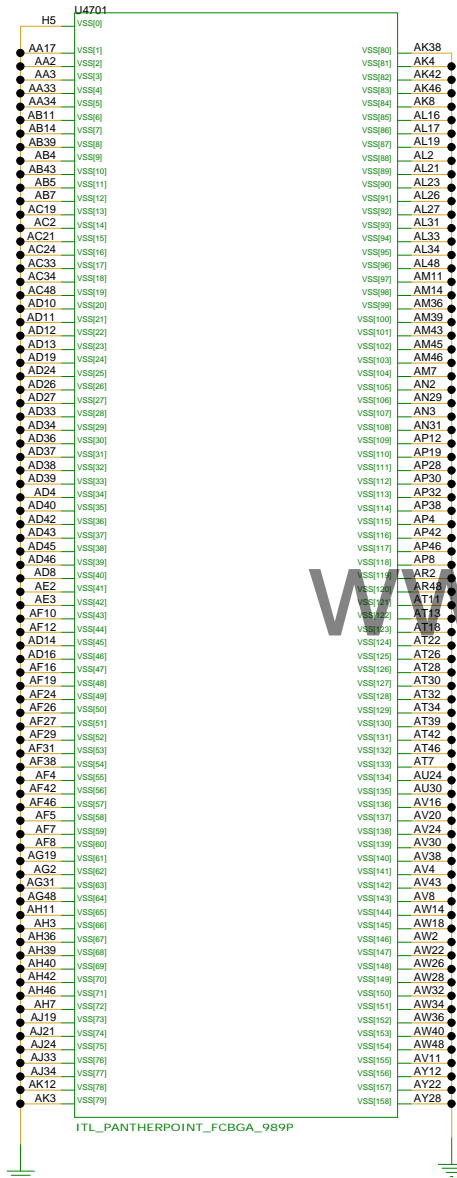 U4701
H5 VSS[0]
AA17 VSS[1] VSS[80] AK38
AA2 VSS[2] VSS[81] AK4
AA3 VSS[3] VSS[82] AK42
AA33 VSS[4] VSS[83] AK46
AA34 VSS[5] VSS[84] AK8
AB11 VSS[6] VSS[85] AL16
AB14 VSS[7] VSS[86] AL17
AB39 VSS[8] VSS[87] AL19
AB4 VSS[9] VSS[88] AL2
AB43 VSS[10] VSS[89] AL21
AB5 VSS[11] VSS[90] AL23
AB7 VSS[12] VSS[91] AL26
AC19 VSS[13] VSS[92] AL27
AC2 VSS[14] VSS[93] AL31
AC21 VSS[15] VSS[94] AL33
AC24 VSS[16] VSS[95] AL34
AC33 VSS[17] VSS[96] AL48
AC34 VSS[18] VSS[97] AM11
AC48 VSS[19] VSS[98] AM14
AD10 VSS[20] VSS[99] AM36
AD11 VSS[21] VSS[100] AM39
AD12 VSS[22] VSS[101] AM43
AD13 VSS[23] VSS[102] AM45
AD19 VSS[24] VSS[103] AM46
AD24 VSS[25] VSS[104] AM7
AD26 VSS[26] VSS[105] AN2
AD27 VSS[27] VSS[106] AN29
AD33 VSS[28] VSS[107] AN3
AD34 VSS[29] VSS[108] AN31
AD36 VSS[30] VSS[109] AP12
AD37 VSS[31] VSS[110] AP19
AD38 VSS[32] VSS[111] AP28
AD39 VSS[33] VSS[112] AP30
AD4 VSS[34] VSS[113] AP32
AD40 VSS[35] VSS[114] AP38
AD42 VSS[36] VSS[115] AP4
AD43 VSS[37] VSS[116] AP42
AD45 VSS[38] VSS[117] AP46
AD46 VSS[39] VSS[118] AP8
AD8 VSS[40] VSS[119] AR2
AE2 VSS[41] VSS[120] AR48
AE3 VSS[42] VSS[121] AT11
AF10 VSS[43] VSS[122] AT13
AF12 VSS[44] VSS[123] AT18
AD14 VSS[45] VSS[124] AT22
AD16 VSS[46] VSS[125] AT26
AF16 VSS[47] VSS[126] AT28
AF19 VSS[48] VSS[127] AT30
AF24 VSS[49] VSS[128] AT32
AF26 VSS[50] VSS[129] AT34
AF27 VSS[51] VSS[130] AT39
AF29 VSS[52] VSS[131] AT42
AF31 VSS[53] VSS[132] AT46
AF38 VSS[54] VSS[133] AT7
AF4 VSS[55] VSS[134] AU24
AF42 VSS[56] VSS[135] AU30
AF46 VSS[57] VSS[136] AV16
AF5 VSS[58] VSS[137] AV20
AF7 VSS[59] VSS[138] AV24
AF8 VSS[60] VSS[139] AV30
AG19 VSS[61] VSS[140] AV38
AG2 VSS[62] VSS[141] AV4
AG31 VSS[63] VSS[142] AV43
AG48 VSS[64] VSS[143] AV8
AH11 VSS[65] VSS[144] AW14
AH3 VSS[66] VSS[145] AW18
AH36 VSS[67] VSS[146] AW2
AH39 VSS[68] VSS[147] AW22
AH40 VSS[69] VSS[148] AW26
AH42 VSS[70] VSS[149] AW28
AH46 VSS[71] VSS[150] AW32
AH7 VSS[72] VSS[151] AW34
AJ19 VSS[73] VSS[152] AW36
AJ21 VSS[74] VSS[153] AW40
AJ24 VSS[75] VSS[154] AW48
AJ33 VSS[76] VSS[155] AV11
AJ34 VSS[77] VSS[156] AY12
AK12 VSS[78] VSS[157] AY22
AK3 VSS[79] VSS[158] AY28
ITL_PANTHERPOINT_FCBGA_989P